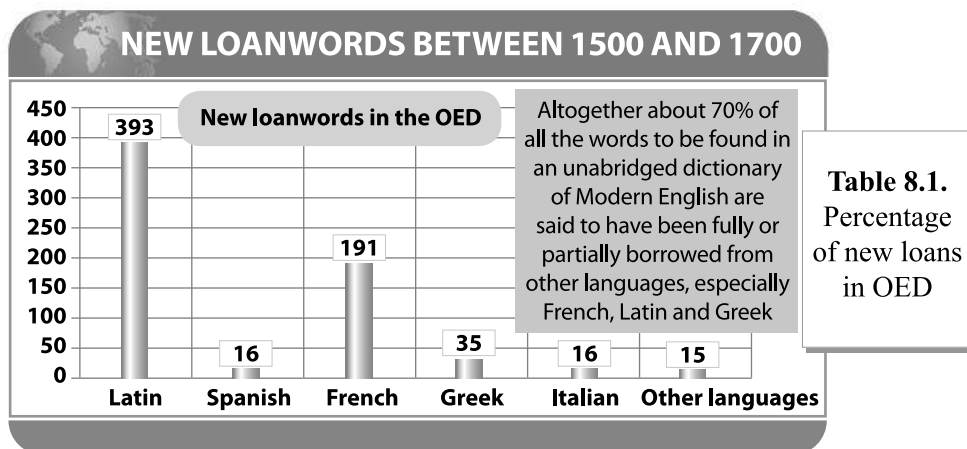 NEW LOANWORDS BETWEEN 1500 AND 1700
New loanwords in the OED
450
400
350
300
250
200
150
100
50
0
393
16
191
35
16
15
Latin
Spanish
French
Greek
Italian
Other languages
Altogether about 70% of
all the words to be found in
an unabridged dictionary
of Modern English are
said to have been fully or
partially borrowed from
other languages, especially
French, Latin and Greek
Table 8.1.
Percentage
of new loans
in OED